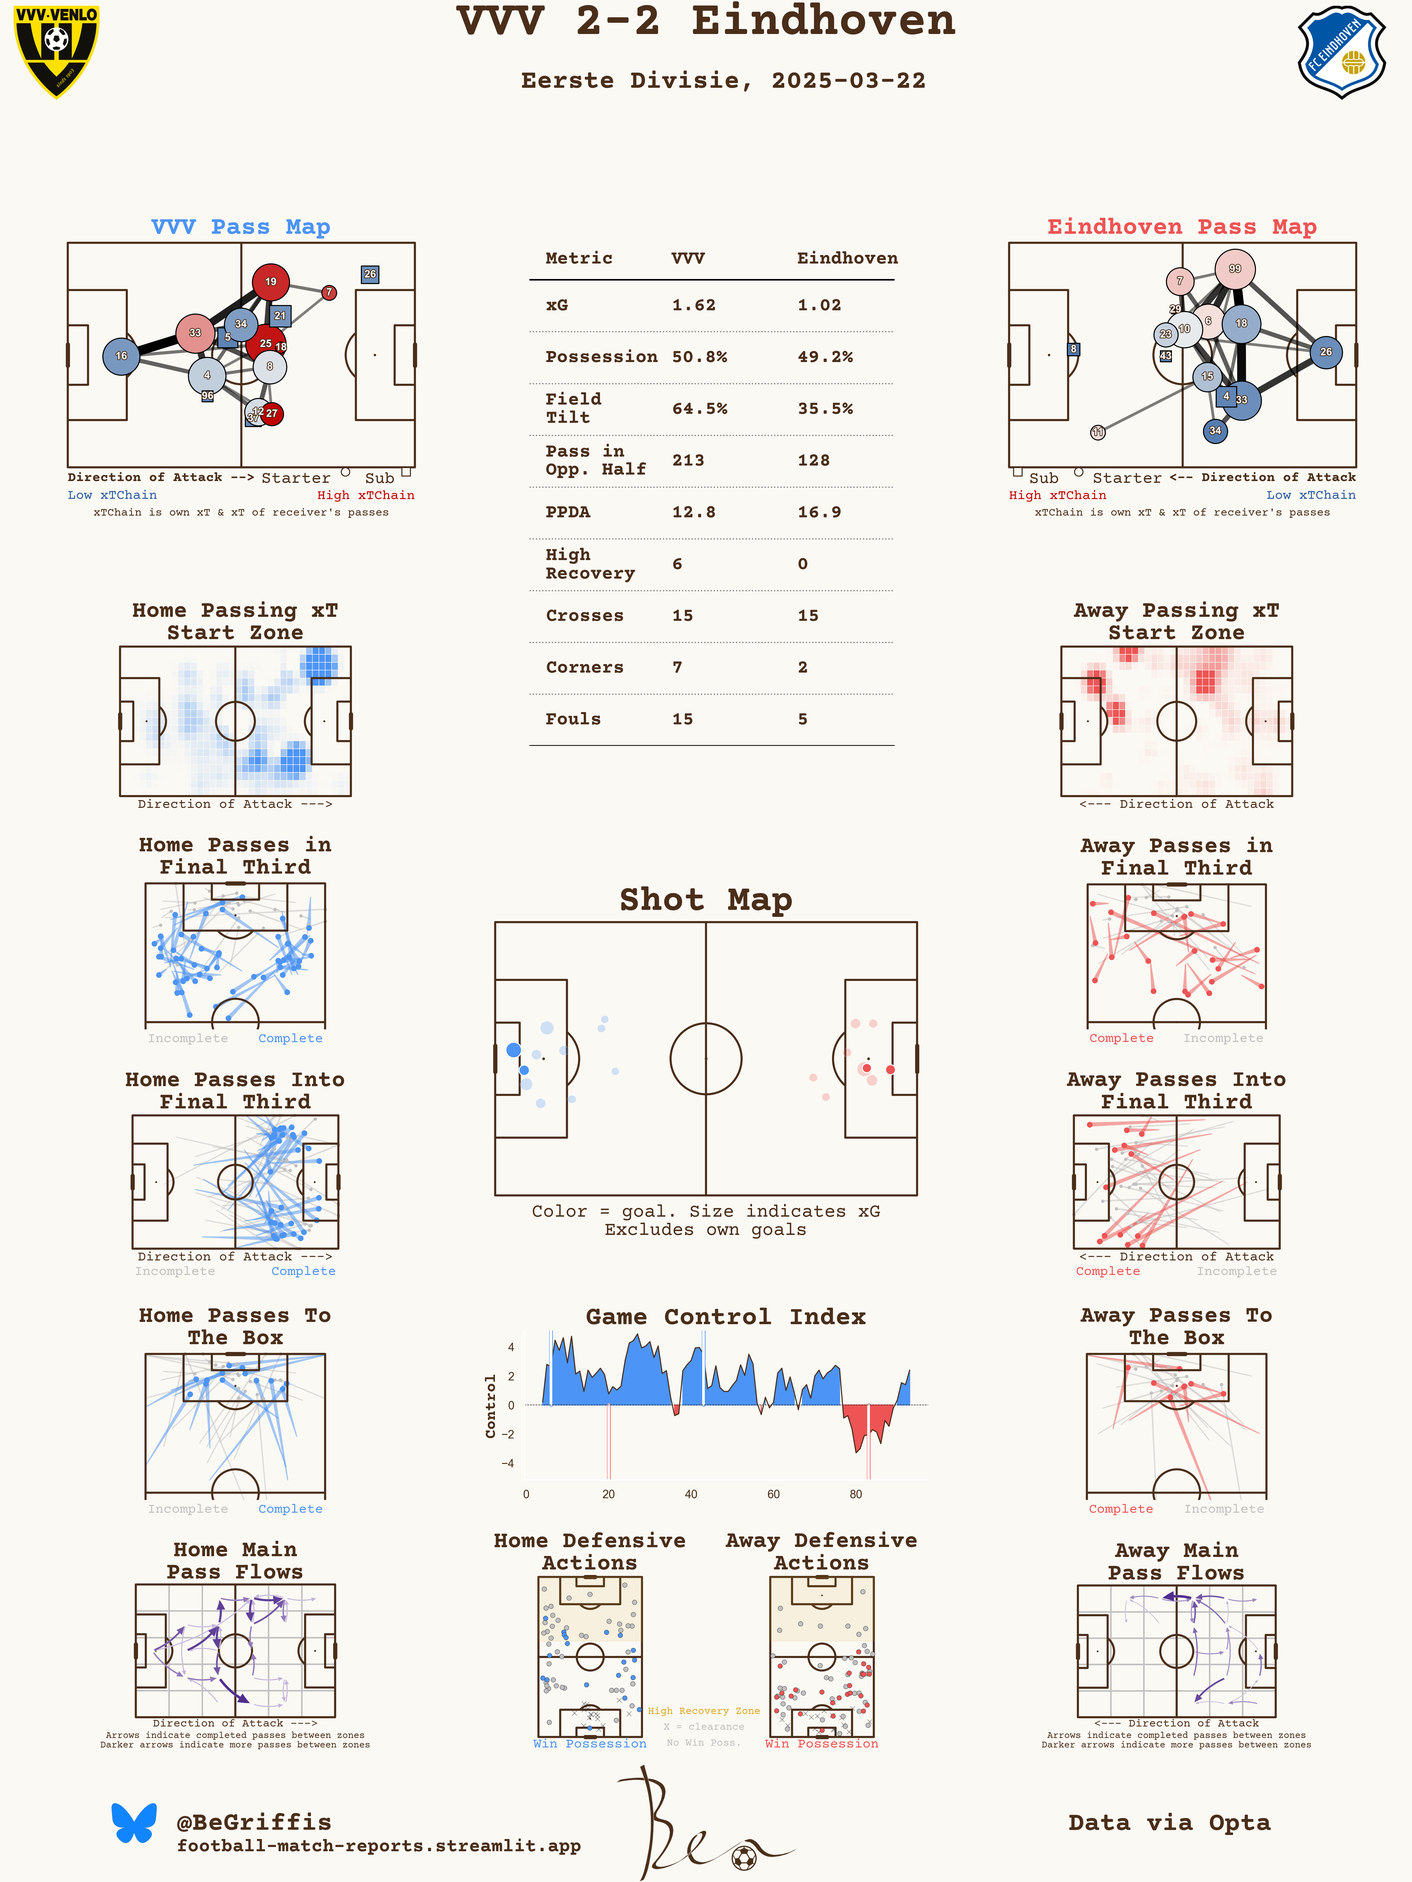 VVV 2-2 Eindhoven
Eerste Divisie, 2025-03-22
VVV-VENLO
FC EINDHOVEN
VVV Pass Map
19
7
26
21
34
33
5
25
18
16
4
8
96
12
37
27
Direction of Attack --> Starter Sub
Low xTChain High xTChain
xTChain is own xT & xT of receiver's passes
Metric VVV Eindhoven
xG 1.62 1.02
Possession 50.8% 49.2%
Field
Tilt 64.5% 35.5%
Pass in
Opp. Half 213 128
PPDA 12.8 16.9
High
Recovery 6 0
Crosses 15 15
Corners 7 2
Fouls 15 5
Eindhoven Pass Map
99
7
29
6
10
18
23
8
43
26
15
4
33
11
34
Sub Starter <-- Direction of Attack
High xTChain Low xTChain
xTChain is own xT & xT of receiver's passes
Home Passing xT
Start Zone
Direction of Attack --->
Away Passing xT
Start Zone
<--- Direction of Attack
Home Passes in
Final Third
Incomplete Complete
Away Passes in
Final Third
Complete Incomplete
Shot Map
Color = goal. Size indicates xG
Excludes own goals
Home Passes Into
Final Third
Direction of Attack --->
Incomplete Complete
Away Passes Into
Final Third
<--- Direction of Attack
Complete Incomplete
Home Passes To
The Box
Incomplete Complete
Game Control Index
Control
4
2
0
−2
−4
0 20 40 60 80
Away Passes To
The Box
Complete Incomplete
Home Main
Pass Flows
Direction of Attack --->
Arrows indicate completed passes between zones
Darker arrows indicate more passes between zones
Home Defensive
Actions
Win Possession
Away Defensive
Actions
Win Possession
High Recovery Zone
X = clearance
No Win Poss.
Away Main
Pass Flows
<--- Direction of Attack
Arrows indicate completed passes between zones
Darker arrows indicate more passes between zones
@BeGriffis
football-match-reports.streamlit.app
Ben
Data via Opta